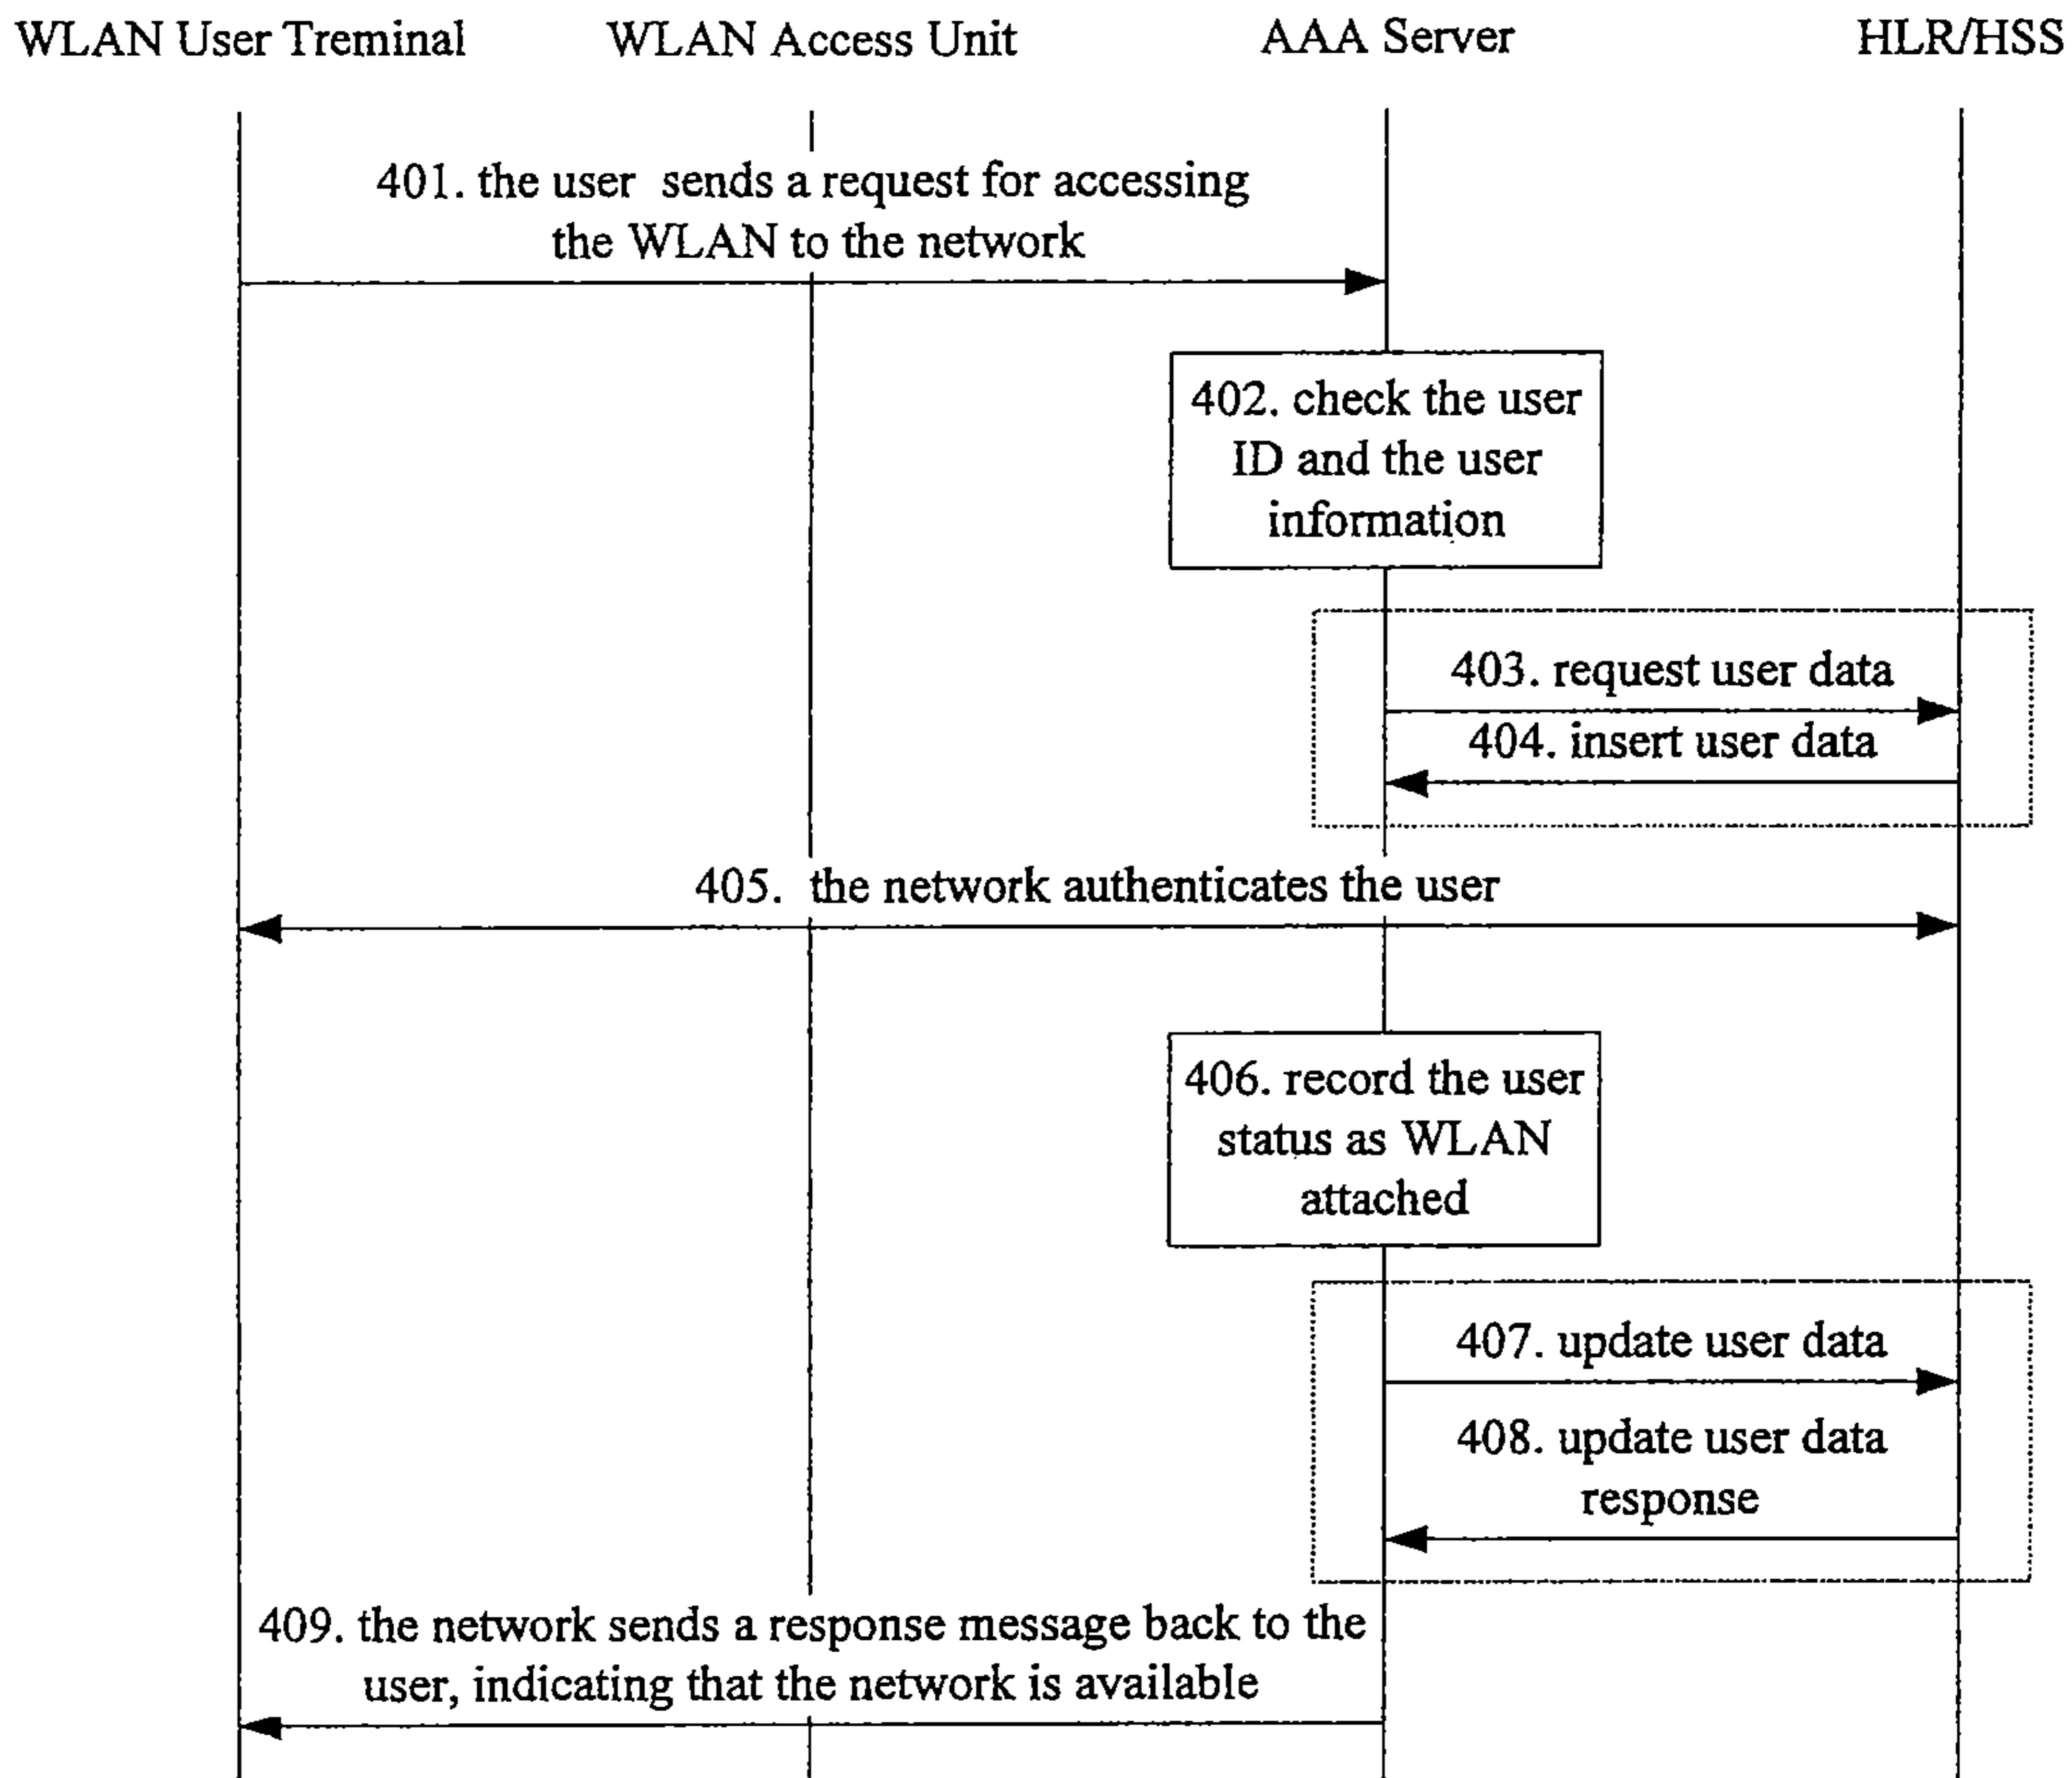 WLAN User Treminal
WLAN Access Unit
AAA Server
HLR/HSS
401. the user sends a request for accessing
the WLAN to the network
402. check the user
ID and the user
information
403. request user data
404. insert user data
405. the network authenticates the user
406. record the user
status as WLAN
attached
407. update user data
408. update user data
response
409. the network sends a response message back to the
user, indicating that the network is available